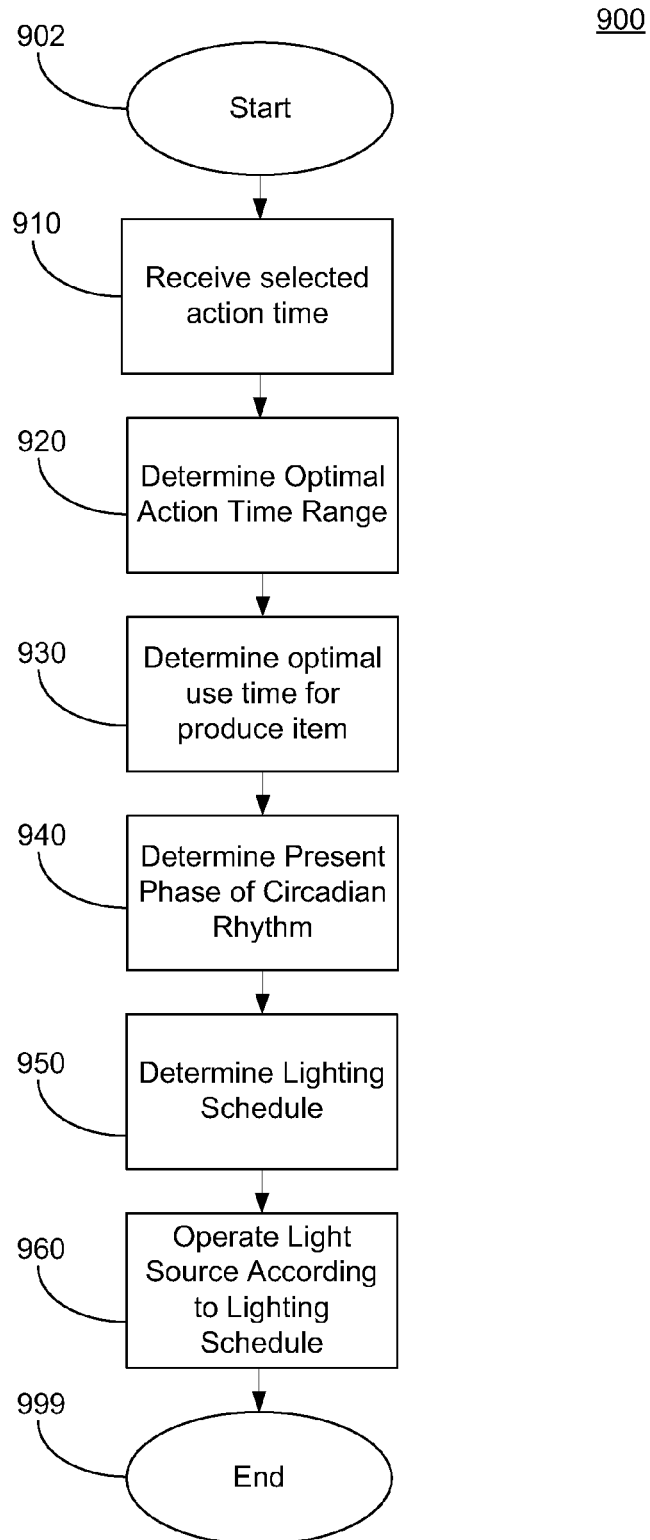 900
902
Start
910
Receive selected
action time
920
Determine Optimal
Action Time Range
930
Determine optimal
use time for
produce item
940
Determine Present
Phase of Circadian
Rhythm
950
Determine Lighting
Schedule
960
Operate Light
Source According
to Lighting
Schedule
999
End